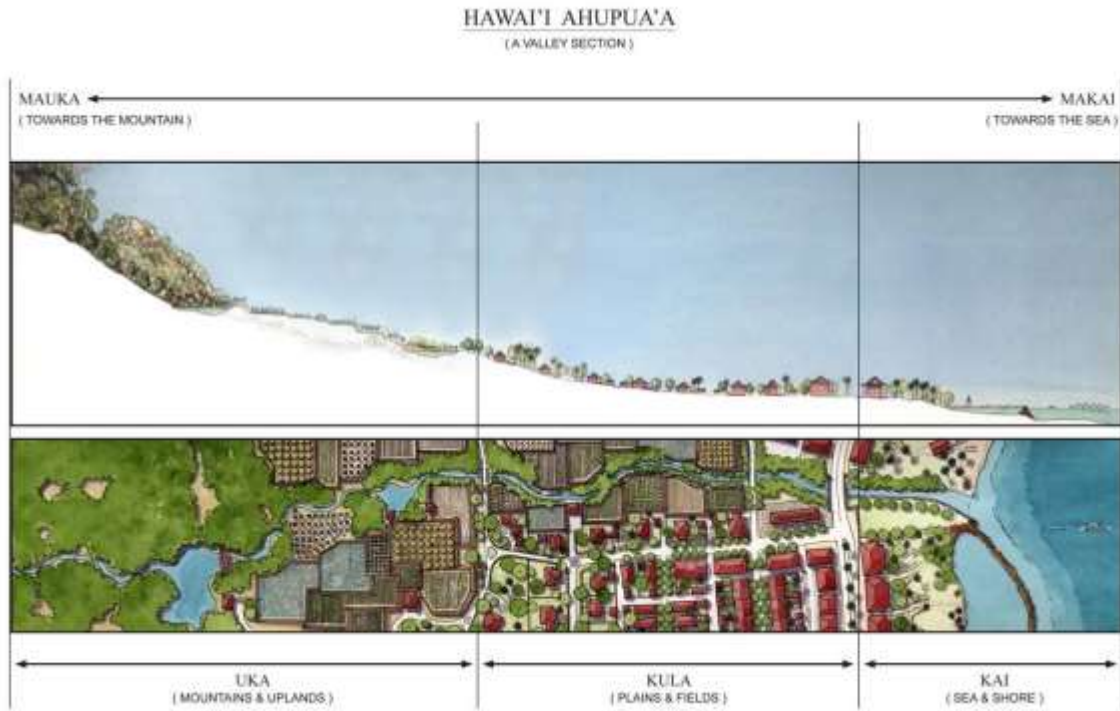 HAWAI'I AHUPUA'A
( A VALLEY SECTION )
MAUKA
( TOWARDS THE MOUNTAIN )
MAKAI
( TOWARDS THE SEA )
UKA
( MOUNTAINS & UPLANDS )
KULA
( PLAINS & FIELDS )
KAI
( SEA & SHORE )